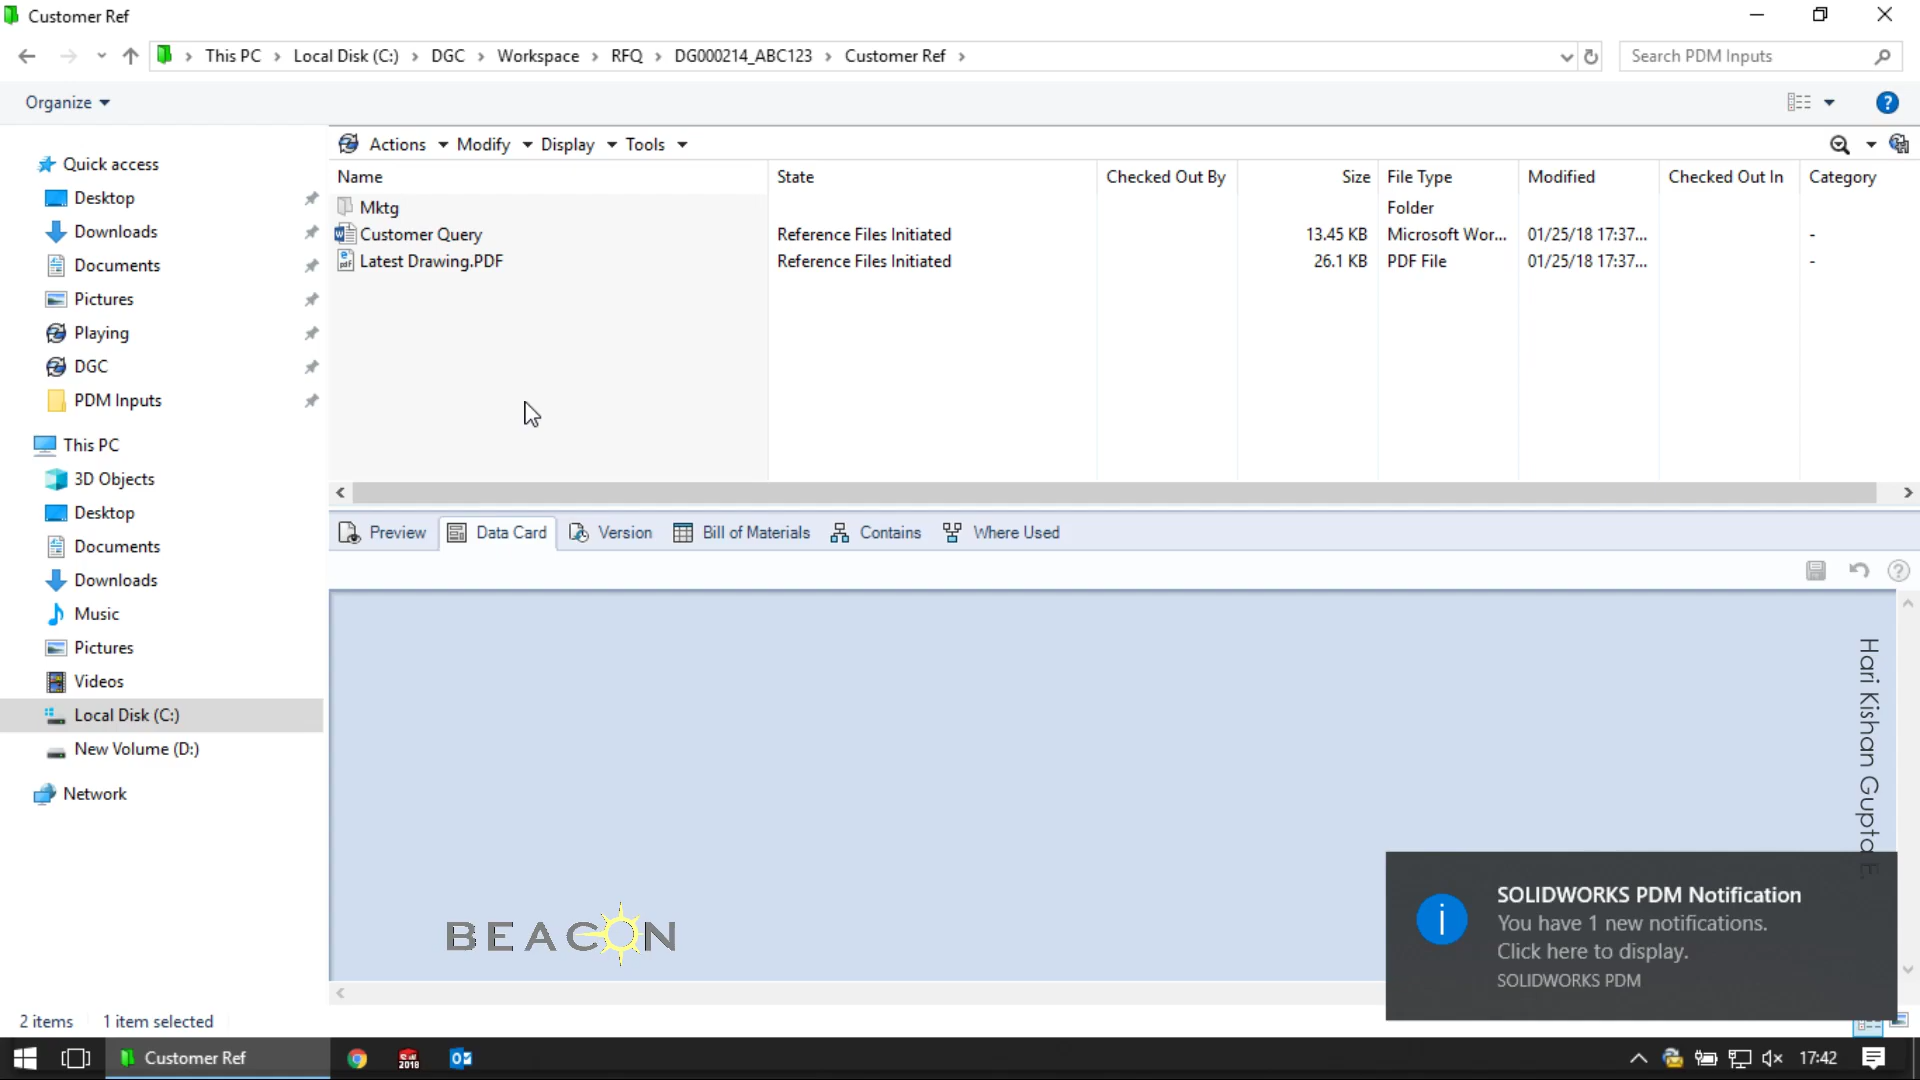 Customer Ref
This PC Local Disk (C:) DGC Workspace RFQ DG000214_ABC123 Customer Ref
Search PDM Inputs
Organize
Actions Modify Display Tools
Name State Checked Out By Size File Type Modified Checked Out In Category
Mktg Folder
Customer Query Reference Files Initiated 13.45 KB Microsoft Wor... 01/25/18 17:37... -
Latest Drawing.PDF Reference Files Initiated 26.1 KB PDF File 01/25/18 17:37... -
Quick access
Desktop
Downloads
Documents
Pictures
Playing
DGC
PDM Inputs
This PC
3D Objects
Desktop
Documents
Downloads
Music
Pictures
Videos
Local Disk (C:)
New Volume (D:)
Network
Preview Data Card Version Bill of Materials Contains Where Used
Hari Kishan Gupta E.
BEACON
SOLIDWORKS PDM Notification
You have 1 new notifications.
Click here to display.
SOLIDWORKS PDM
2 items 1 item selected
Customer Ref
SW
2018
17:42